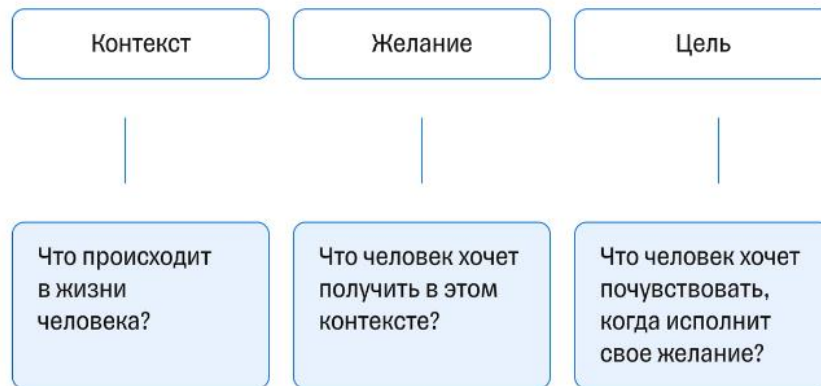 Контекст
Желание
Цель
Что происходит
в жизни
человека?
Что человек хочет
получить в этом
контексте?
Что человек хочет
почувствовать,
когда исполнит
свое желание?